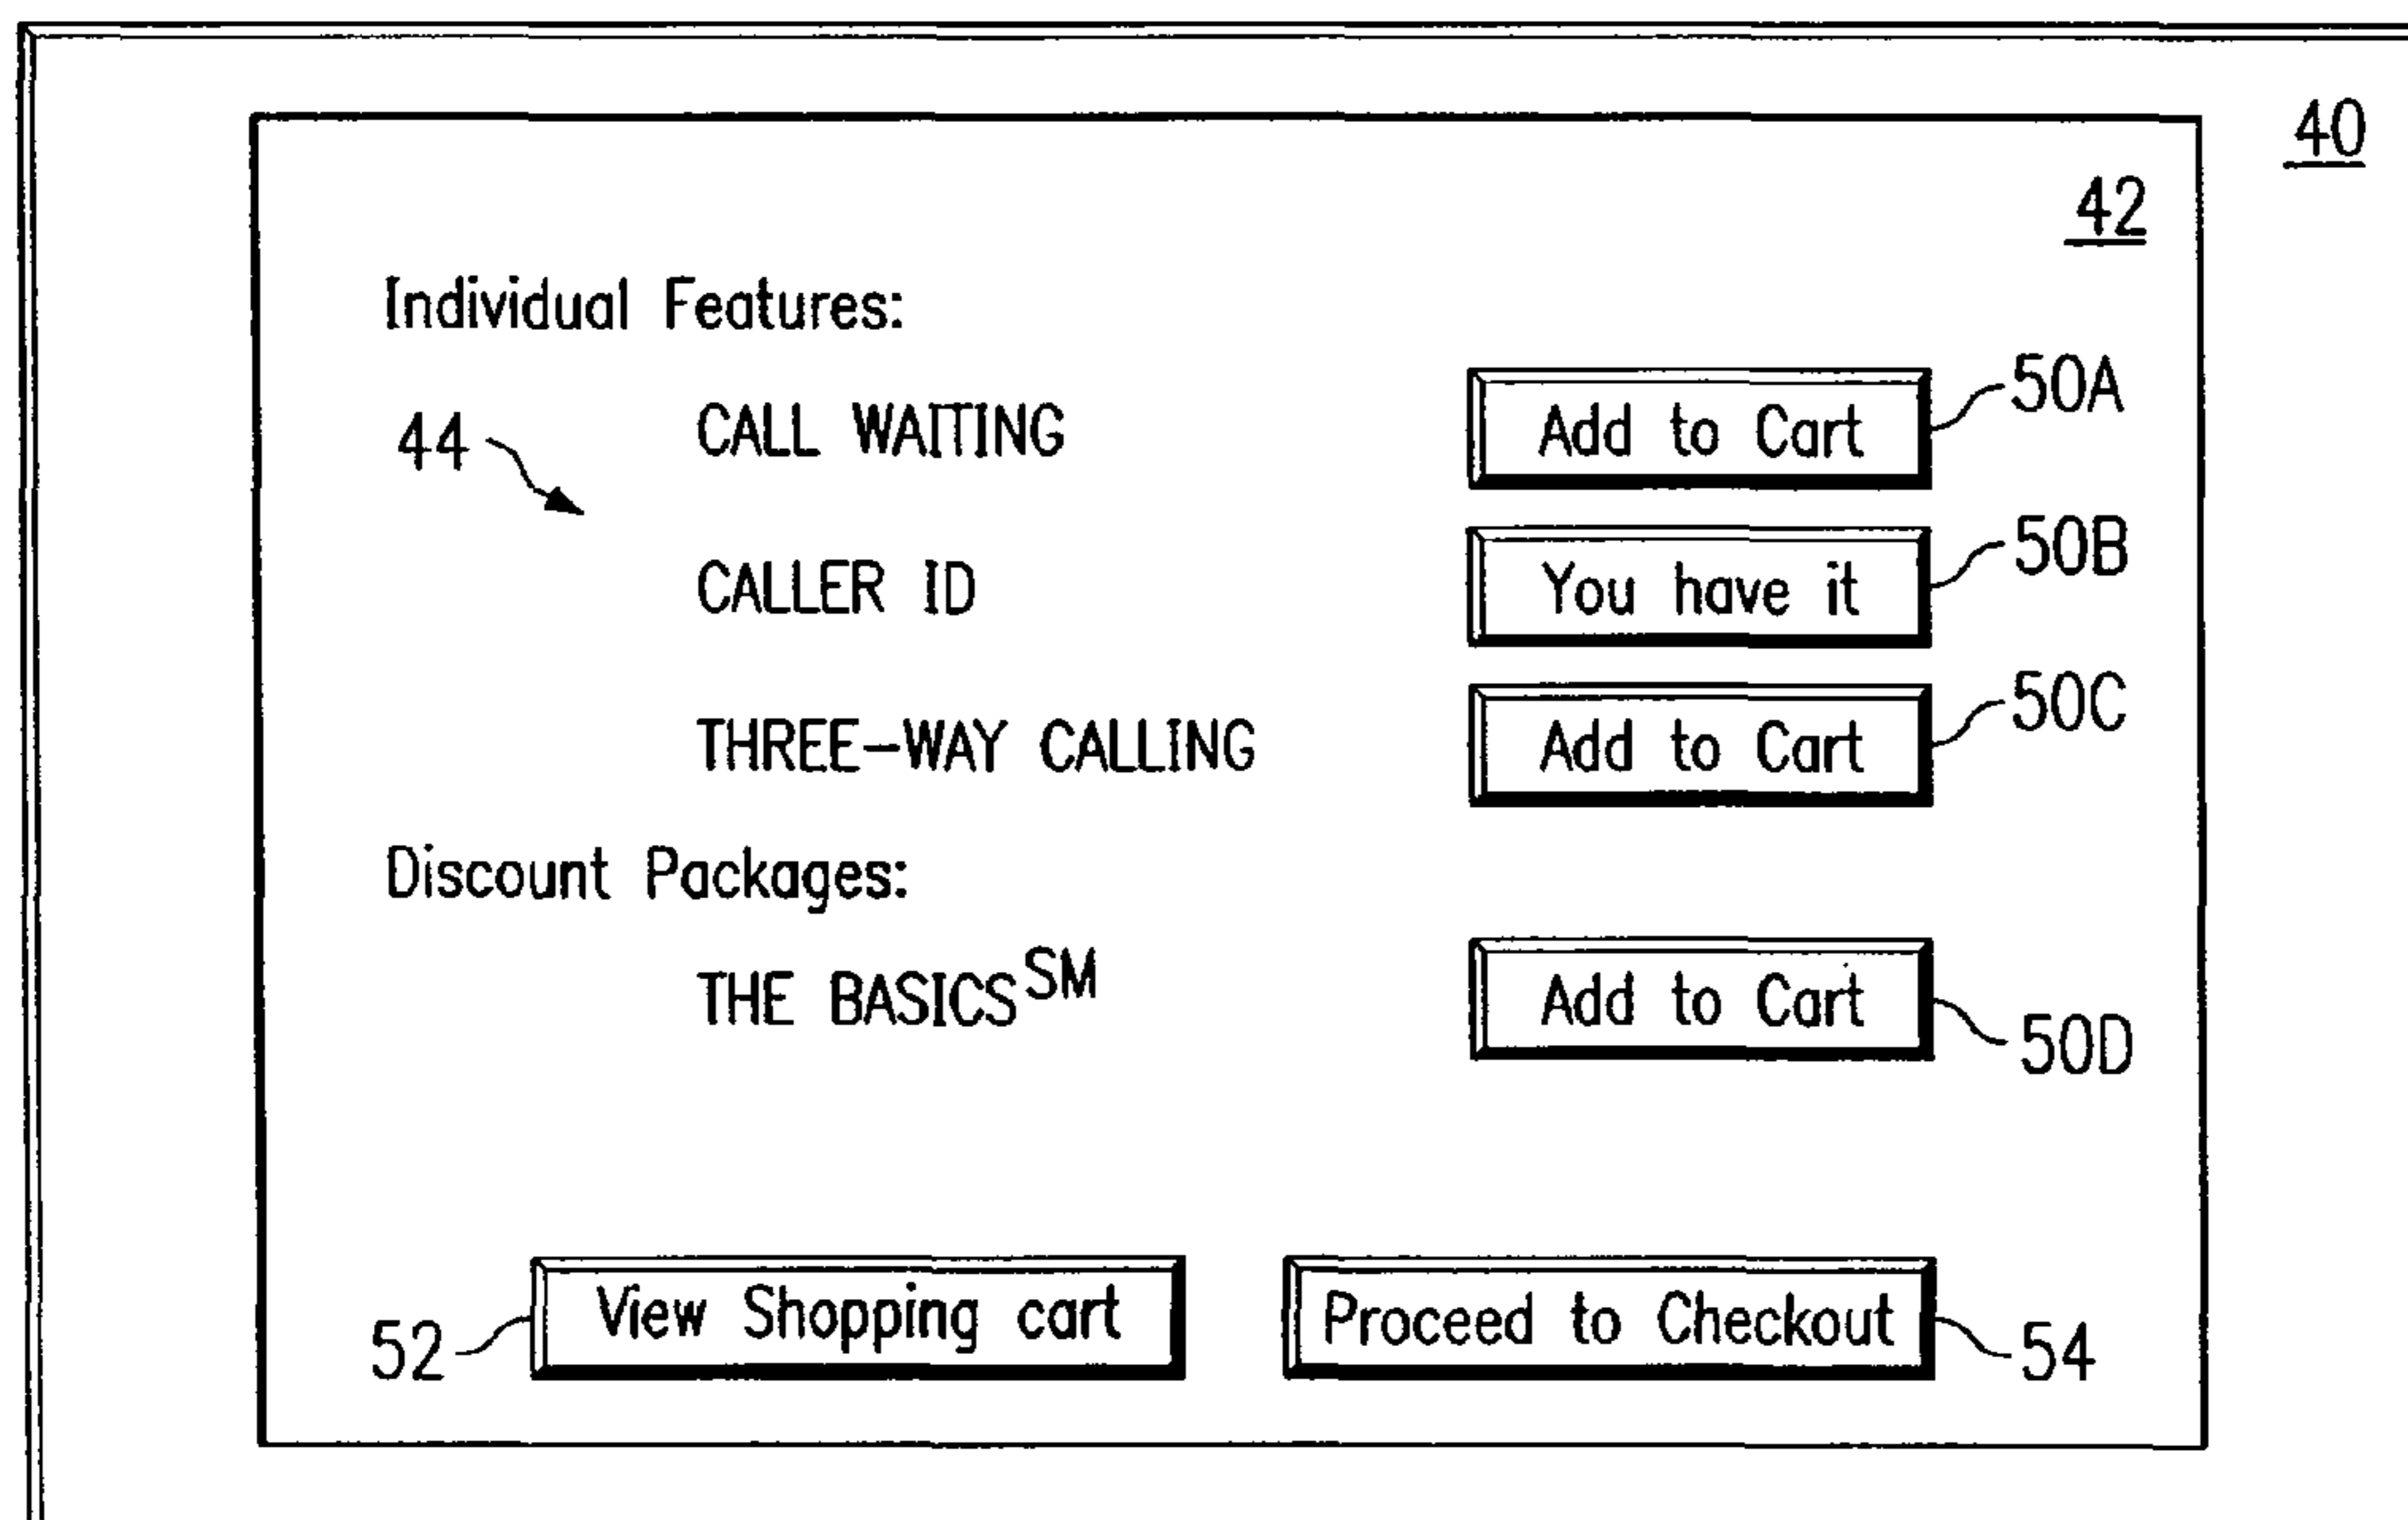 40
42
Individual Features:
CALL WAITING Add to Cart 50A
44
CALLER ID You have it 50B
THREE-WAY CALLING Add to Cart 50C
Discount Packages:
THE BASICS SM Add to Cart 50D
52 View Shopping cart Proceed to Checkout 54